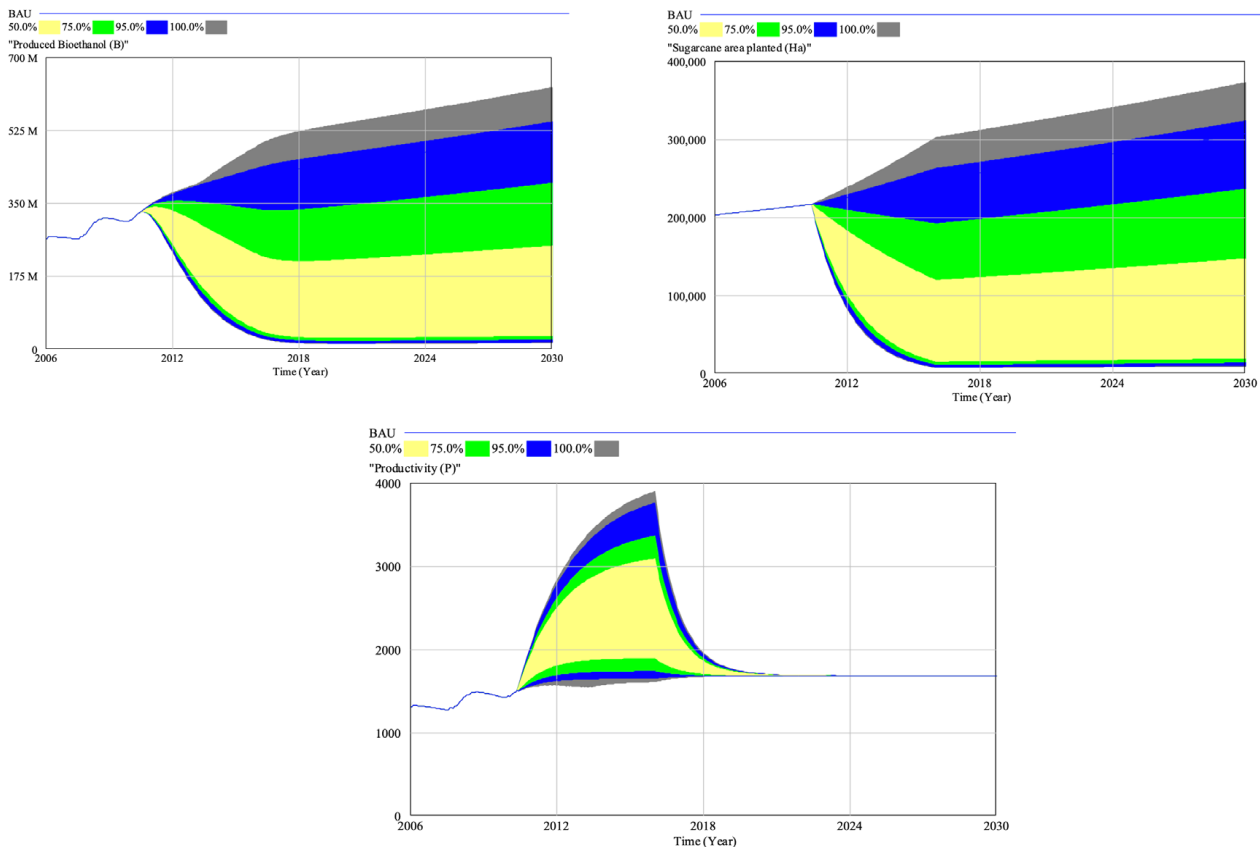 BAU
50.0% 75.0% 95.0% 100.0%
"Produced Bioethanol (B)"
700 M
525 M
350 M
175 M
0
2006 2012 2018 2024 2030
Time (Year)
BAU
50.0% 75.0% 95.0% 100.0%
"Sugarcane area planted (Ha)"
400,000
300,000
200,000
100,000
0
2006 2012 2018 2024 2030
Time (Year)
BAU
50.0% 75.0% 95.0% 100.0%
"Productivity (P)"
4000
3000
2000
1000
0
2006 2012 2018 2024 2030
Time (Year)